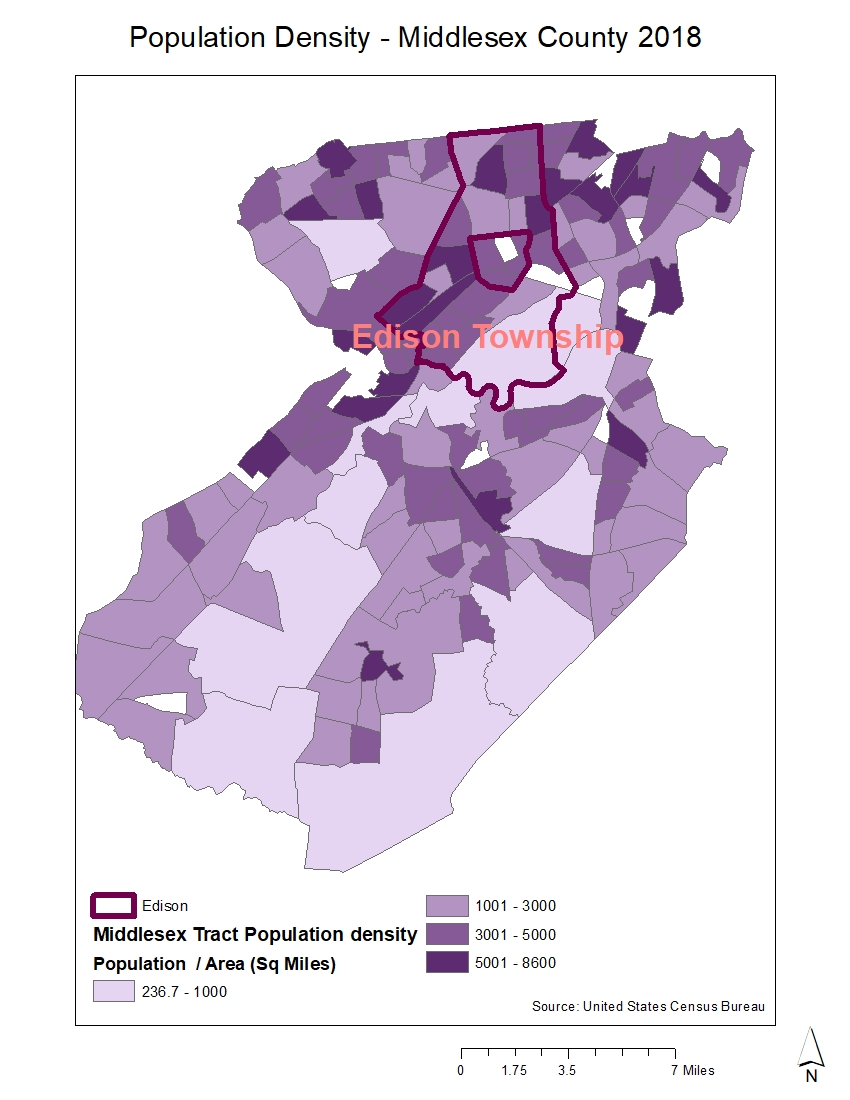 Population Density - Middlesex County 2018
Edison Township
Edison
Middlesex Tract Population density
Population / Area (Sq Miles)
236.7 - 1000
1001 - 3000
3001 - 5000
5001 - 8600
Source: United States Census Bureau
0 1.75 3.5 7 Miles
N